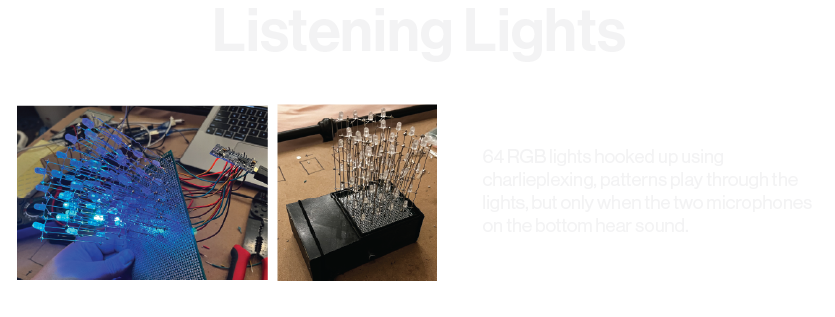 Listening Lights
64 RGB lights hooked up using
charlieplexing, patterns play through the
lights, but only when the two microphones
on the bottom hear sound.